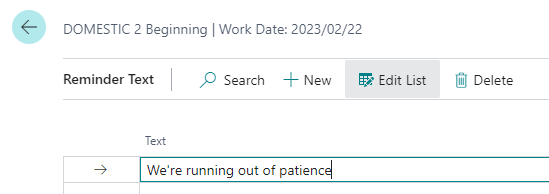 DOMESTIC 2 Beginning | Work Date: 2023/02/22
Reminder Text Search New Edit List Delete
Text
We're running out of patience